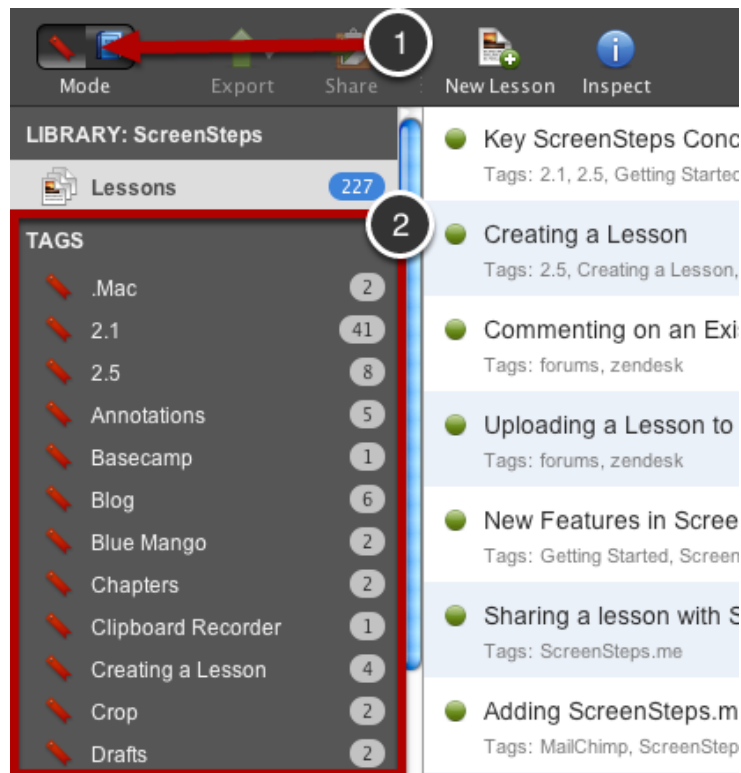 1
Mode
Export
Share
New Lesson
Inspect
LIBRARY: ScreenSteps
Lessons 227
2
TAGS
.Mac 2
2.1 41
2.5 8
Annotations 5
Basecamp 1
Blog 6
Blue Mango 2
Chapters 2
Clipboard Recorder 1
Creating a Lesson 4
Crop 2
Drafts 2
Key ScreenSteps Conc
Tags: 2.1, 2.5, Getting Started
Creating a Lesson
Tags: 2.5, Creating a Lesson,
Commenting on an Exi
Tags: forums, zendesk
Uploading a Lesson to
Tags: forums, zendesk
New Features in Scree
Tags: Getting Started, Screen
Sharing a lesson with S
Tags: ScreenSteps.me
Adding ScreenSteps.m
Tags: MailChimp, ScreenStep